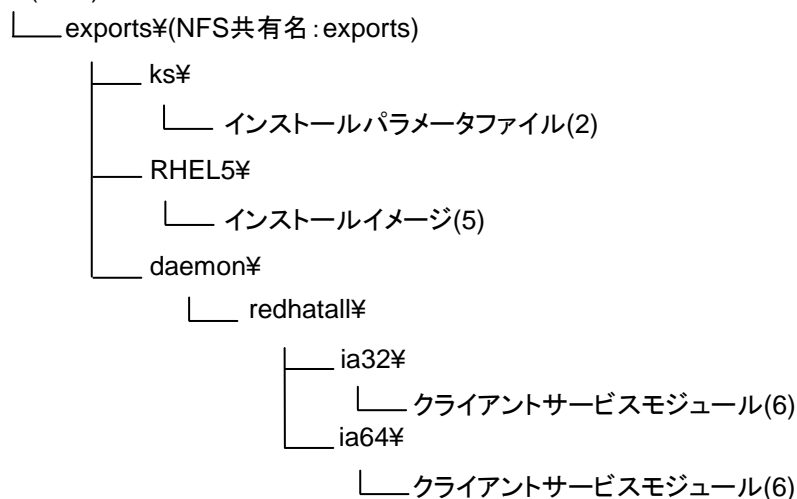 exports¥(NFS共有名:exports)
ks¥
インストールパラメータファイル(2)
RHEL5¥
インストールイメージ(5)
daemon¥
redhatall¥
ia32¥
クライアントサービスモジュール(6)
ia64¥
クライアントサービスモジュール(6)